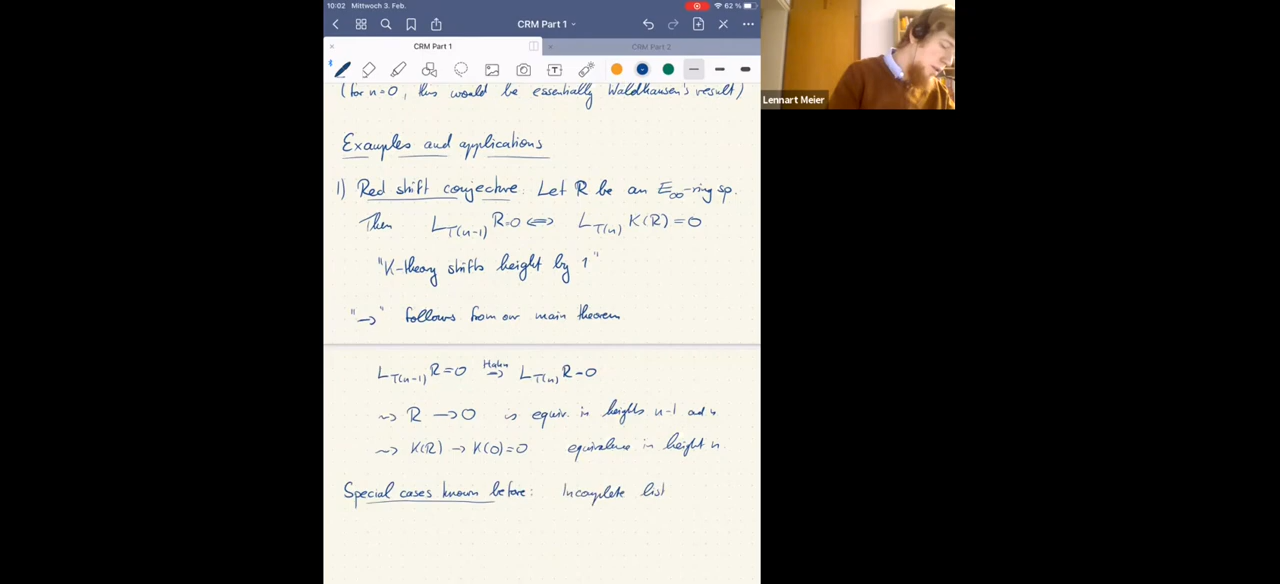 10:02 Mittwoch 3. Feb.
62 %
CRM Part 1
CRM Part 1
CRM Part 2
(for n=0, this would be essentially Waldhausen's result)
Examples and applications
1) Red shift conjecture: Let R be an E∞-ring sp.
Then L_T(n-1) R=0 ⟺ L_T(n) K(R)=0
"K-theory shifts height by 1"
"→" follows from our main theorem
L_T(n-1) R=0 Hahn ⇒ L_T(n) R=0
~> R → 0 is equiv. in heights n-1 and n
~> K(R) → K(0)=0 equivalence in height n.
Special cases known before: Incomplete list
Lennart Meier